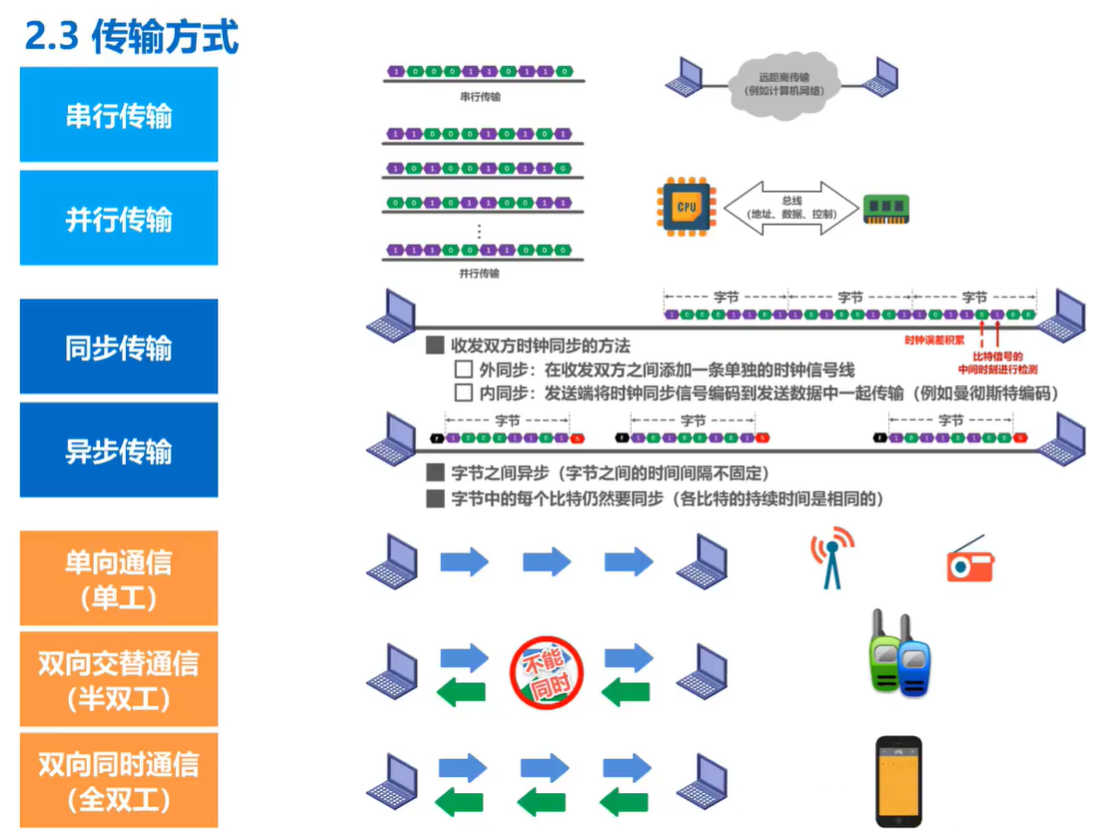 2.3 传输方式
串行传输
1 0 0 0 1 1 0 1 1 0
串行传输
远距离传输
(例如计算机网络)
并行传输
1 1 0 0 0 1 0 1 0 1
1 0 1 0 0 1 0 1 1 0
0 0 1 0 1 1 0 0 1 1
⋮
1 1 1 0 0 1 1 0 0 0
并行传输
CPU
总线
(地址、数据、控制)
同步传输
字节 字节 字节
时钟误差积累
比特信号的
中间时刻进行检测
收发双方时钟同步的方法
外同步：在收发双方之间添加一条单独的时钟信号线
内同步：发送端将时钟同步信号编码到发送数据中一起传输（例如曼彻斯特编码）
异步传输
字节 字节 字节
字节之间异步（字节之间的时间间隔不固定）
字节中的每个比特仍然要同步（各比特的持续时间是相同的）
单向通信
（单工）
双向交替通信
（半双工）
不能
同时
双向同时通信
（全双工）